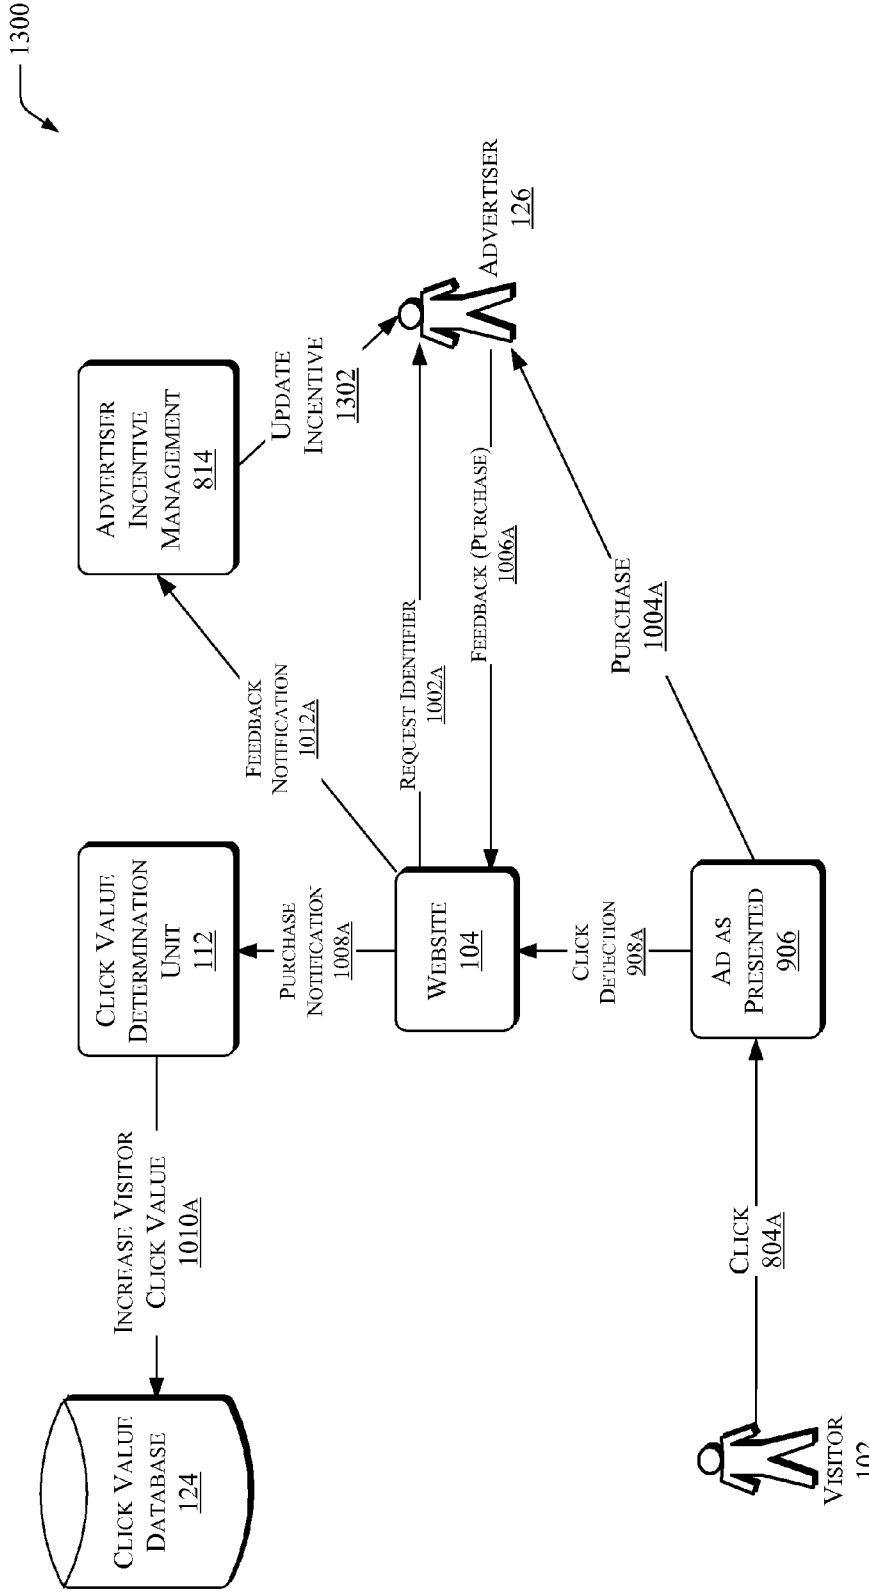 1300
CLICK VALUE
DATABASE
124
INCREASE VISITOR
CLICK VALUE
1010A
CLICK VALUE
DETERMINATION
UNIT
112
FEEDBACK
NOTIFICATION
1012A
ADVERTISER
INCENTIVE
MANAGEMENT
814
UPDATE
INCENTIVE
1302
PURCHASE
NOTIFICATION
1008A
WEBSITE
104
REQUEST IDENTIFIER
1002A
FEEDBACK (PURCHASE)
1006A
ADVERTISER
126
CLICK
DETECTION
908A
PURCHASE
1004A
VISITOR
102
CLICK
804A
AD AS
PRESENTED
906